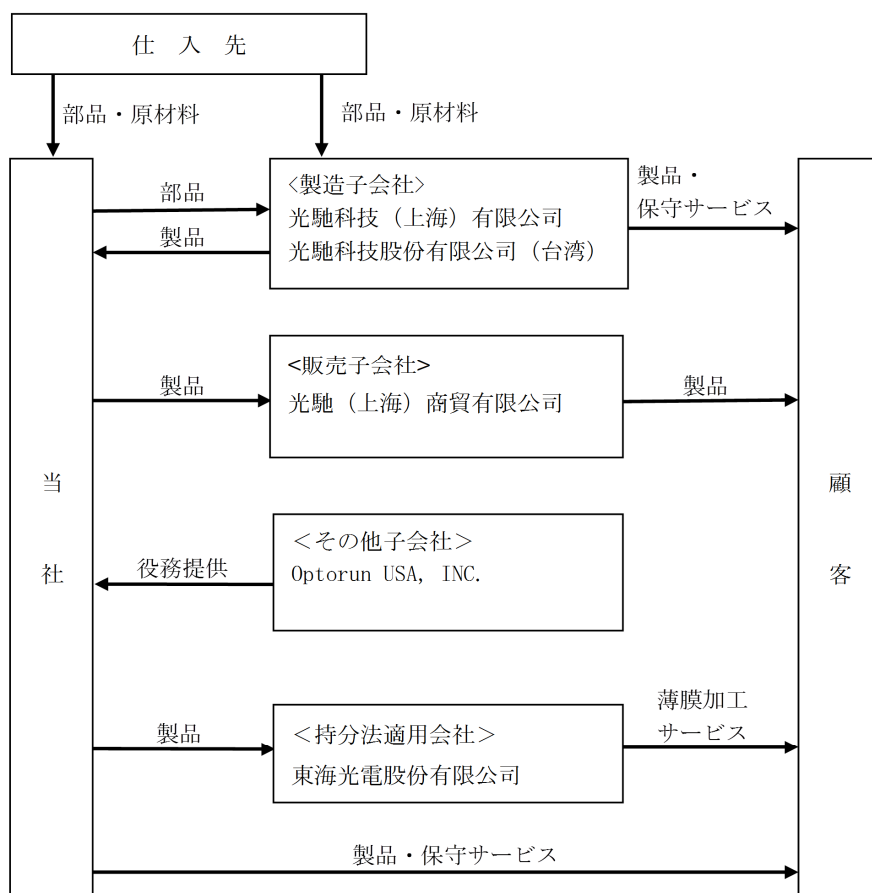 仕 入 先
部品・原材料
部品・原材料
部品
製品
<製造子会社>
光馳科技（上海）有限公司
光馳科技股份有限公司（台湾）
製品・
保守サービス
製品
<販売子会社>
光馳（上海）商貿有限公司
製品
当
社
顧
客
役務提供
＜その他子会社＞
Optorun USA, INC.
製品
＜持分法適用会社＞
東海光電股份有限公司
薄膜加工
サービス
製品・保守サービス